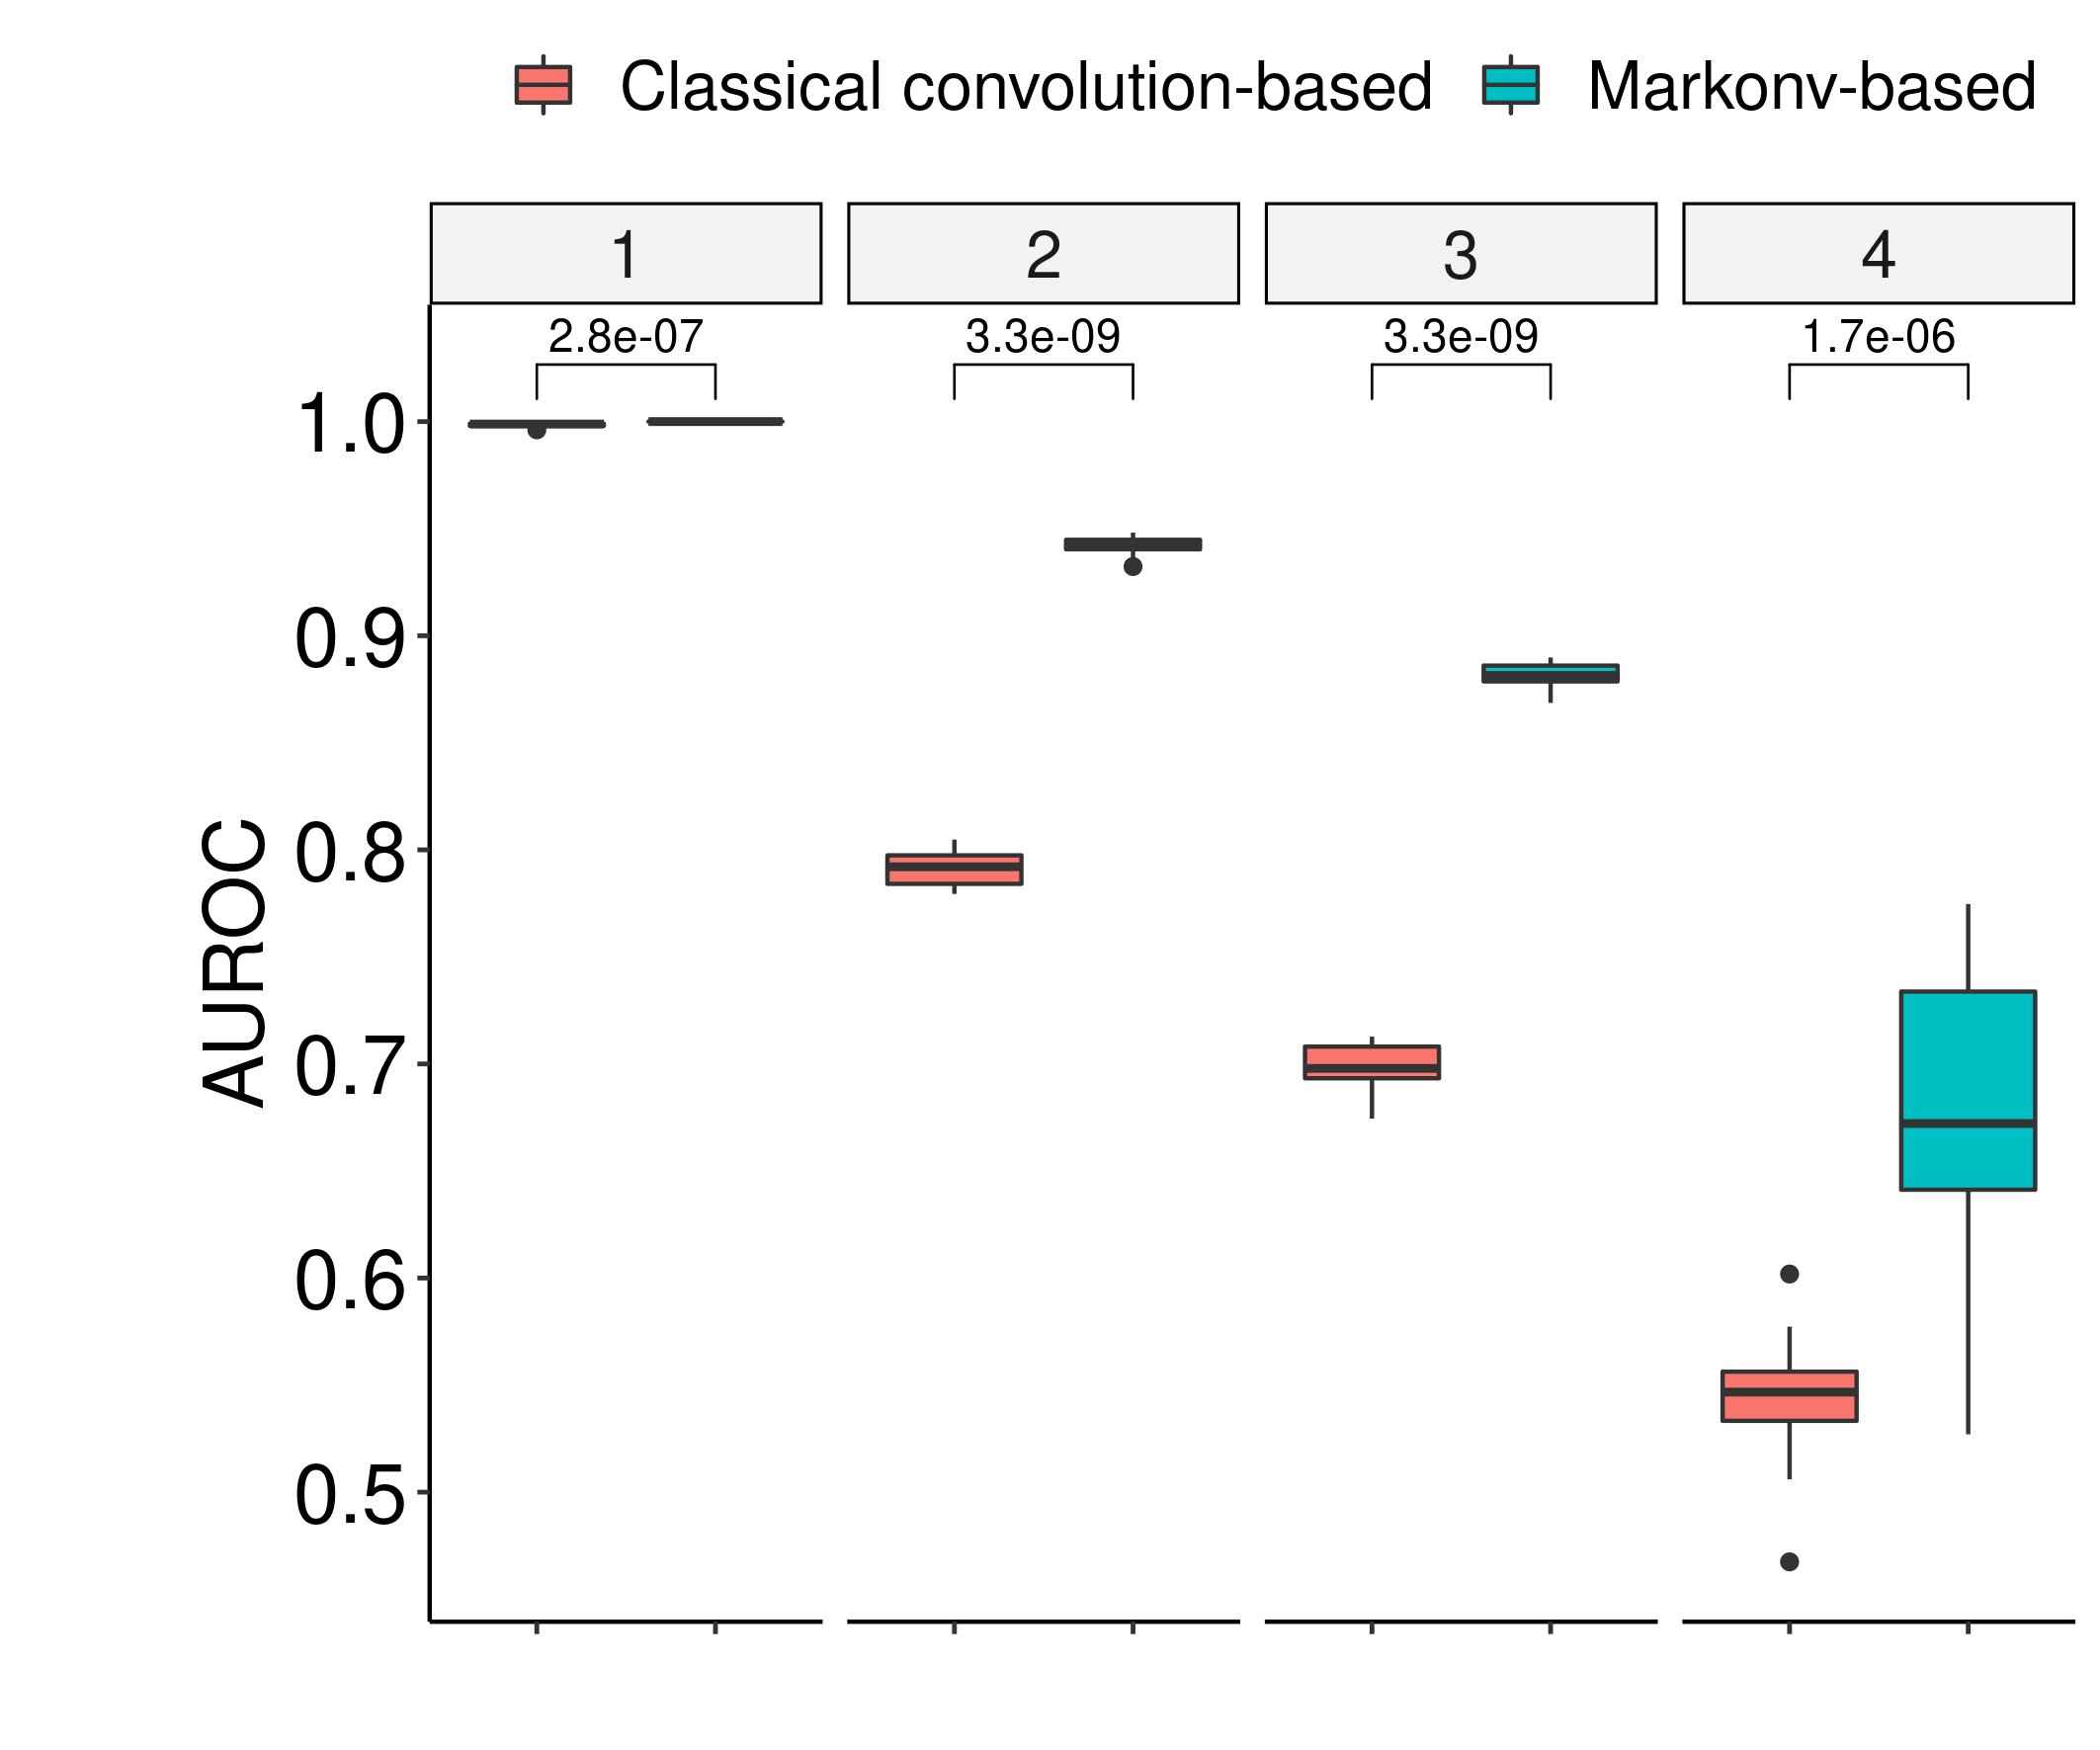 Classical convolution-based Markonv-based
1 2 3 4
2.8e-07 3.3e-09 3.3e-09 1.7e-06
AUROC
1.0
0.9
0.8
0.7
0.6
0.5